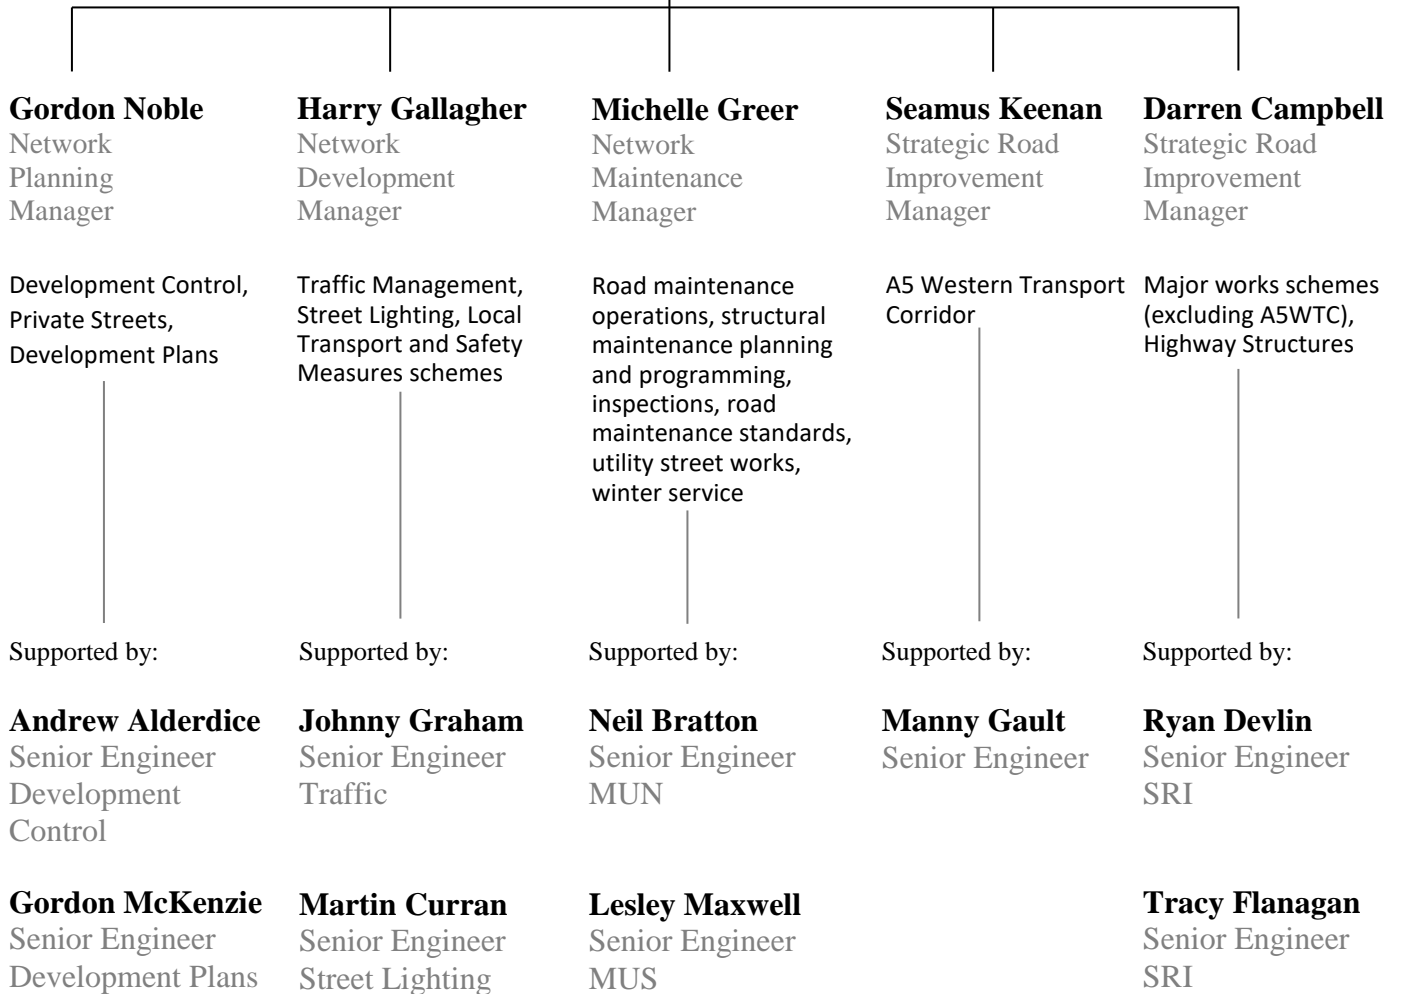 Gordon Noble
Network
Planning
Manager
Development Control,
Private Streets,
Development Plans
Supported by:
Andrew Alderdice
Senior Engineer
Development
Control
Gordon McKenzie
Senior Engineer
Development Plans
Harry Gallagher
Network
Development
Manager
Traffic Management,
Street Lighting, Local
Transport and Safety
Measures schemes
Supported by:
Johnny Graham
Senior Engineer
Traffic
Martin Curran
Senior Engineer
Street Lighting
Michelle Greer
Network
Maintenance
Manager
Road maintenance
operations, structural
maintenance planning
and programming,
inspections, road
maintenance standards,
utility street works,
winter service
Supported by:
Neil Bratton
Senior Engineer
MUN
Lesley Maxwell
Senior Engineer
MUS
Seamus Keenan
Strategic Road
Improvement
Manager
A5 Western Transport
Corridor
Supported by:
Manny Gault
Senior Engineer
Darren Campbell
Strategic Road
Improvement
Manager
Major works schemes
(excluding A5WTC),
Highway Structures
Supported by:
Ryan Devlin
Senior Engineer
SRI
Tracy Flanagan
Senior Engineer
SRI